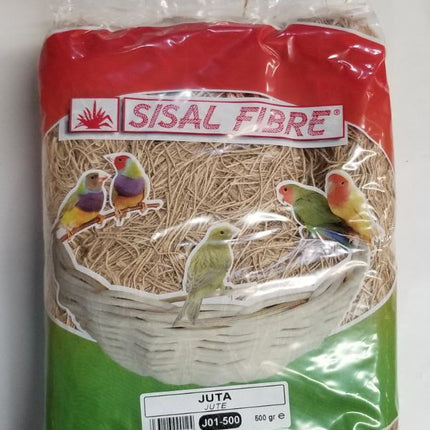 SISAL FIBRE®
JUTA
JUTE
J01-500
500 gr ℮